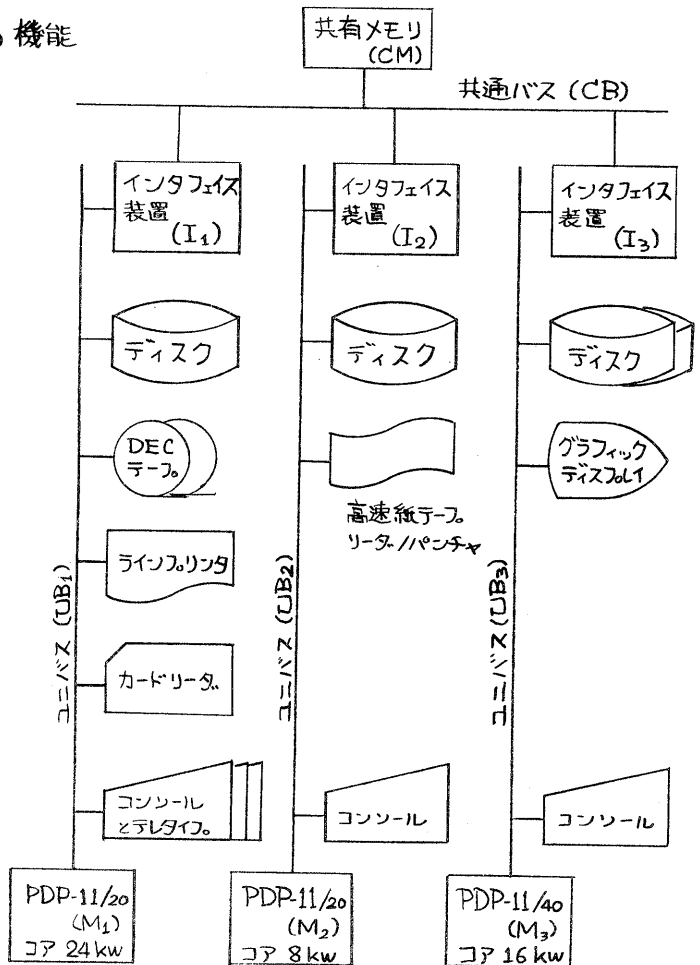 機能
共有メモリ
(CM)
共通バス (CB)
インタフェイス
装置
(I₁)
インタフェイス
装置
(I₂)
インタフェイス
装置
(I₃)
ディスク
ディスク
ディスク
DEC
テープ
高速紙テープ
リーダ/パンチャ
グラフィック
ディスプレイ
ラインプリンタ
カードリーダ
コンソール
とテレタイプ
コンソール
コンソール
ユニバス (UB1)
ユニバス (UB2)
ユニバス (UB3)
PDP-11/20
(M₁)
コア 24kw
PDP-11/20
(M₂)
コア 8kw
PDP-11/40
(M₃)
コア 16kw